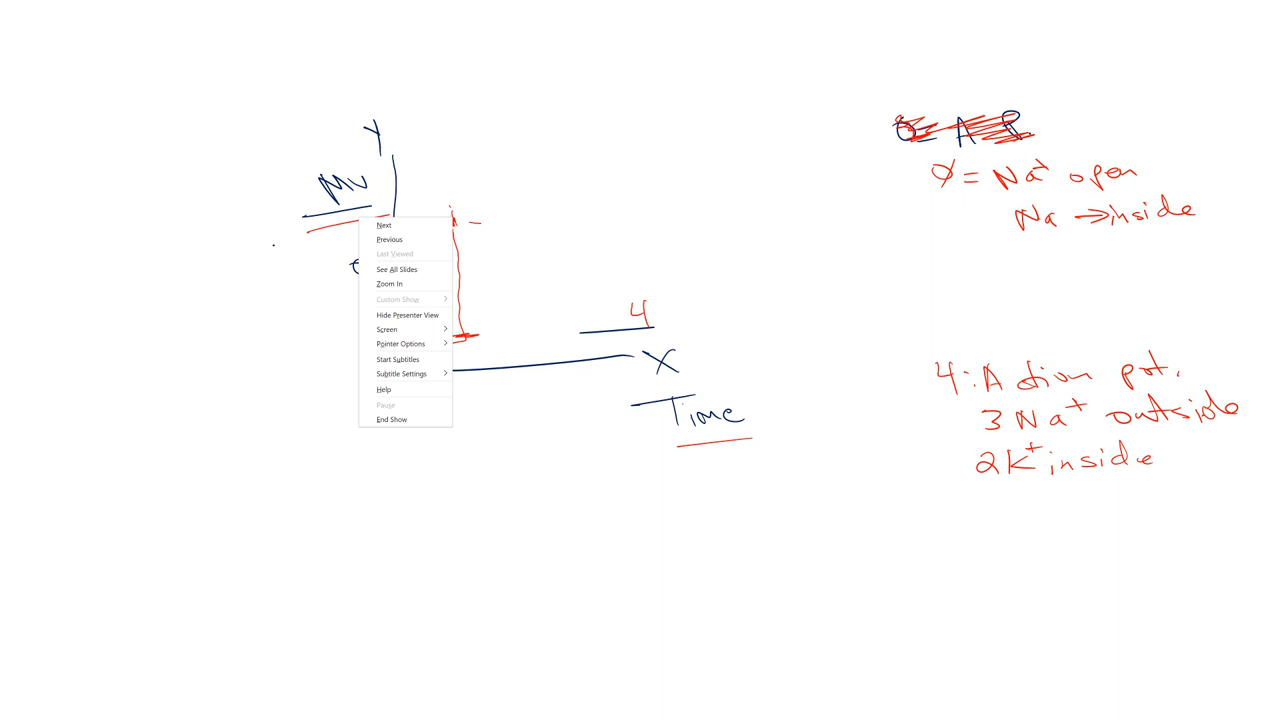 Y
MV
Next
Previous
Last Viewed
See All Slides
Zoom In
Custom Show
Hide Presenter View
Screen
Pointer Options
Start Subtitles
Subtitle Settings
Help
Pause
End Show
4
X
Time
Ø = Na+ open
Na → inside
4: Action pot.
3 Na+ outside
2K+ inside